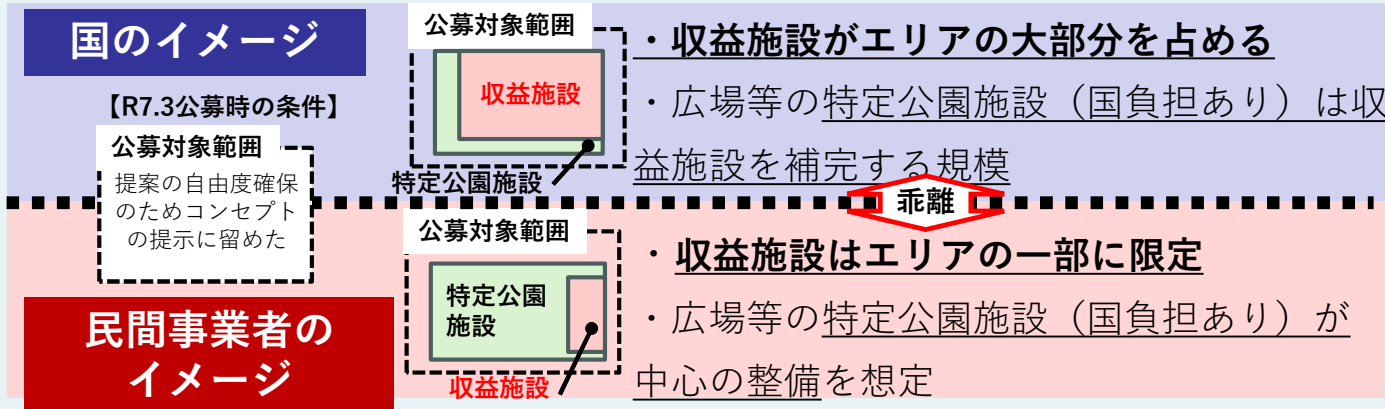 国のイメージ
公募対象範囲
収益施設
特定公園施設
・収益施設がエリアの大部分を占める
・広場等の特定公園施設（国負担あり）は収
益施設を補完する規模
【R7.3公募時の条件】
公募対象範囲
提案の自由度確保
のためコンセプト
の提示に留めた
乖離
民間事業者の
イメージ
公募対象範囲
特定公園
施設
収益施設
・収益施設はエリアの一部に限定
・広場等の特定公園施設（国負担あり）が
中心の整備を想定